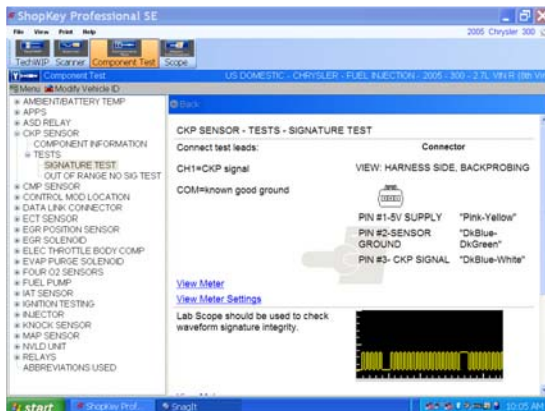 ShopKey Professional SE
File View Print Help
2005 Chrysler 300
TechWIP Scanner Component Test Scope
Component Test
US DOMESTIC - CHRYSLER - FUEL INJECTION - 2005 - 300 - 2.7L VIN R (8th Vin
Menu Modify Vehicle ID
Back
AMBIENT/BATTERY TEMP
APPS
ASD RELAY
CKP SENSOR
COMPONENT INFORMATION
TESTS
SIGNATURE TEST
OUT OF RANGE NO SIG TEST
CMP SENSOR
CONTROL MOD LOCATION
DATA LINK CONNECTOR
ECT SENSOR
EGR POSITION SENSOR
EGR SOLENOID
ELEC THROTTLE BODY COMP
EVAP PURGE SOLENOID
FOUR O2 SENSORS
FUEL PUMP
IAT SENSOR
IGNITION TESTING
INJECTOR
KNOCK SENSOR
MAP SENSOR
NVLD UNIT
RELAYS
ABBREVIATIONS USED
CKP SENSOR - TESTS - SIGNATURE TEST
Connect test leads:
Connector
CH1=CKP signal
VIEW: HARNESS SIDE, BACKPROBING
COM=known good ground
PIN #1-5V SUPPLY "Pink-Yellow"
PIN #2-SENSOR GROUND "DkBlue-DkGreen"
PIN #3- CKP SIGNAL "DkBlue-White"
View Meter
View Meter Settings
Lab Scope should be used to check
waveform signature integrity.
start
ShopKey Prof...
SnagIt
10:05 AM